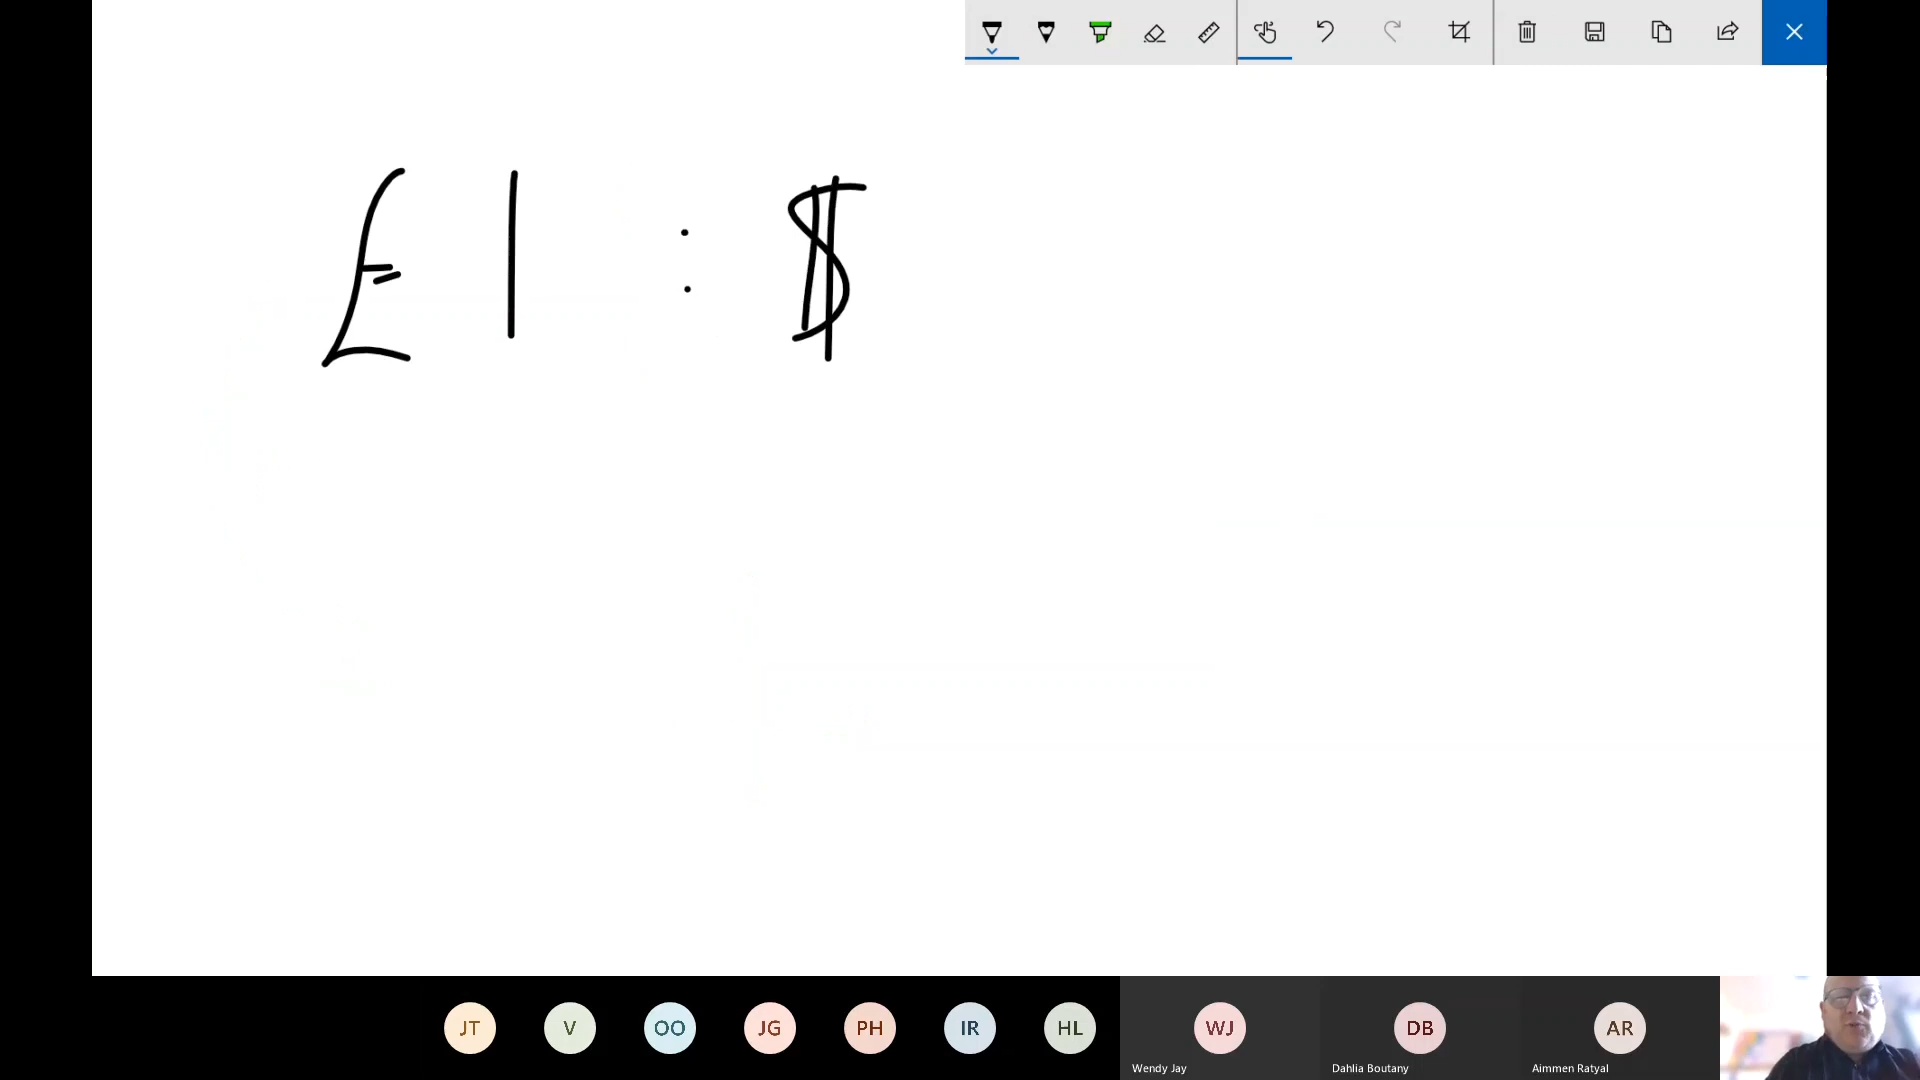 £ 1 : $
JT V OO JG PH IR HL WJ DB AR
Wendy Jay Dahlia Boutany Aimmen Ratyal